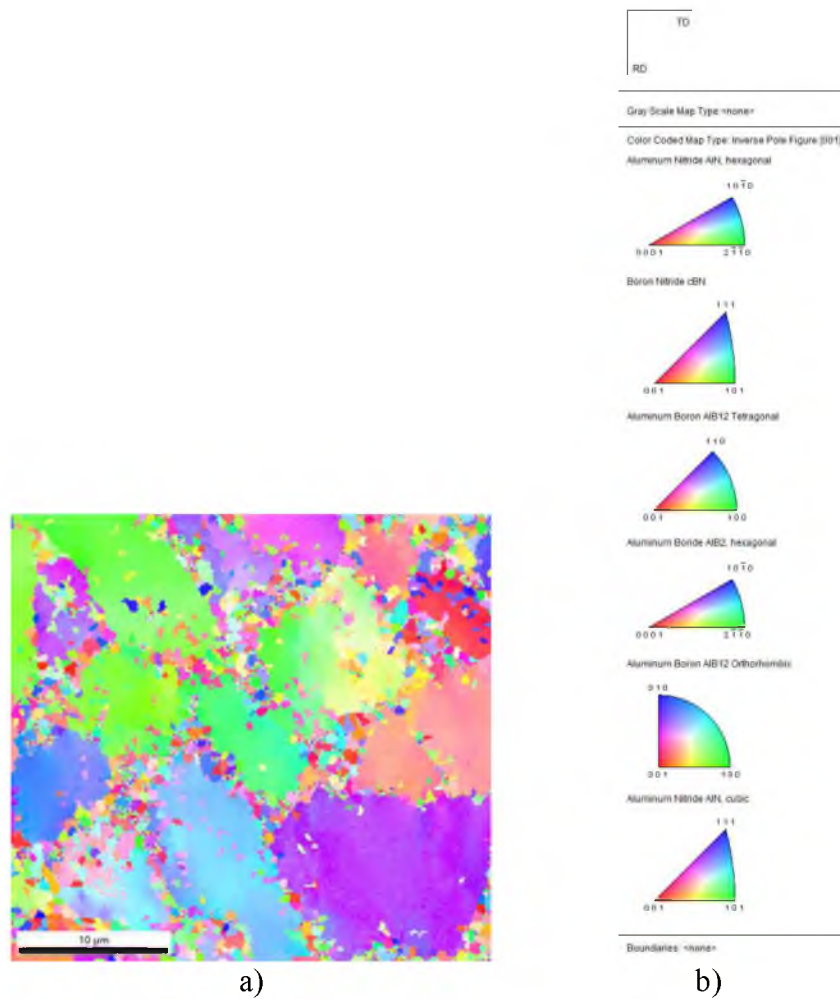 TD
RD
Gray Scale Map Type: <none>
Color Coded Map Type: Inverse Pole Figure [001]
Aluminum Nitride AlN, hexagonal
1 0 1̅ 0
0 0 0 1 2 1̅ 1̅ 0
Boron Nitride cBN
1 1 1
0 0 1 1 0 1
Aluminum Boron AlB12 Tetragonal
1 1 0
0 0 1 1 0 0
Aluminum Boride AlB2, hexagonal
1 0 1̅ 0
0 0 0 1 2 1̅ 1̅ 0
Aluminum Boron AlB12 Orthorhombic
0 1 0
0 0 1 1 0 0
Aluminum Nitride AlN, cubic
1 1 1
0 0 1 1 0 1
Boundaries: <none>
10 μm
a) b)